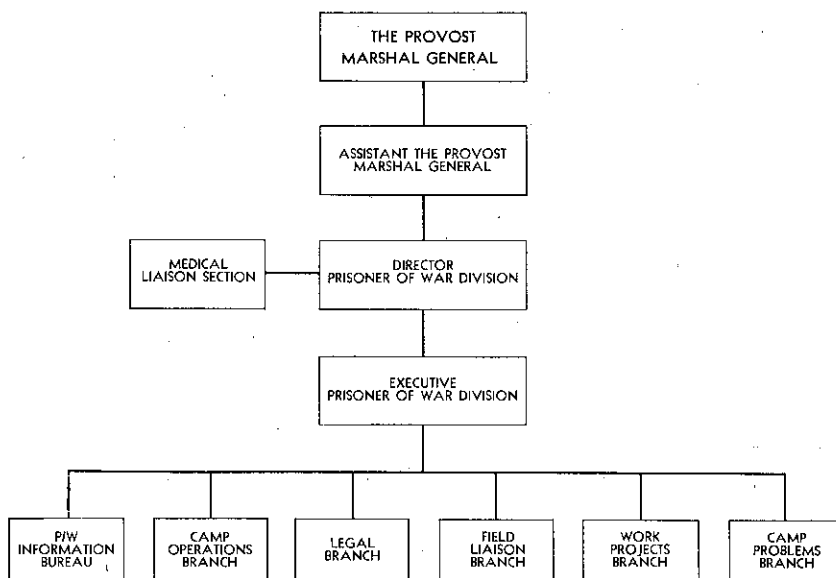 THE PROVOST
MARSHAL GENERAL
ASSISTANT THE PROVOST
MARSHAL GENERAL
MEDICAL
LIAISON SECTION
DIRECTOR
PRISONER OF WAR DIVISION
EXECUTIVE
PRISONER OF WAR DIVISION
P/W
INFORMATION
BUREAU
CAMP
OPERATIONS
BRANCH
LEGAL
BRANCH
FIELD
LIAISON
BRANCH
WORK
PROJECTS
BRANCH
CAMP
PROBLEMS
BRANCH